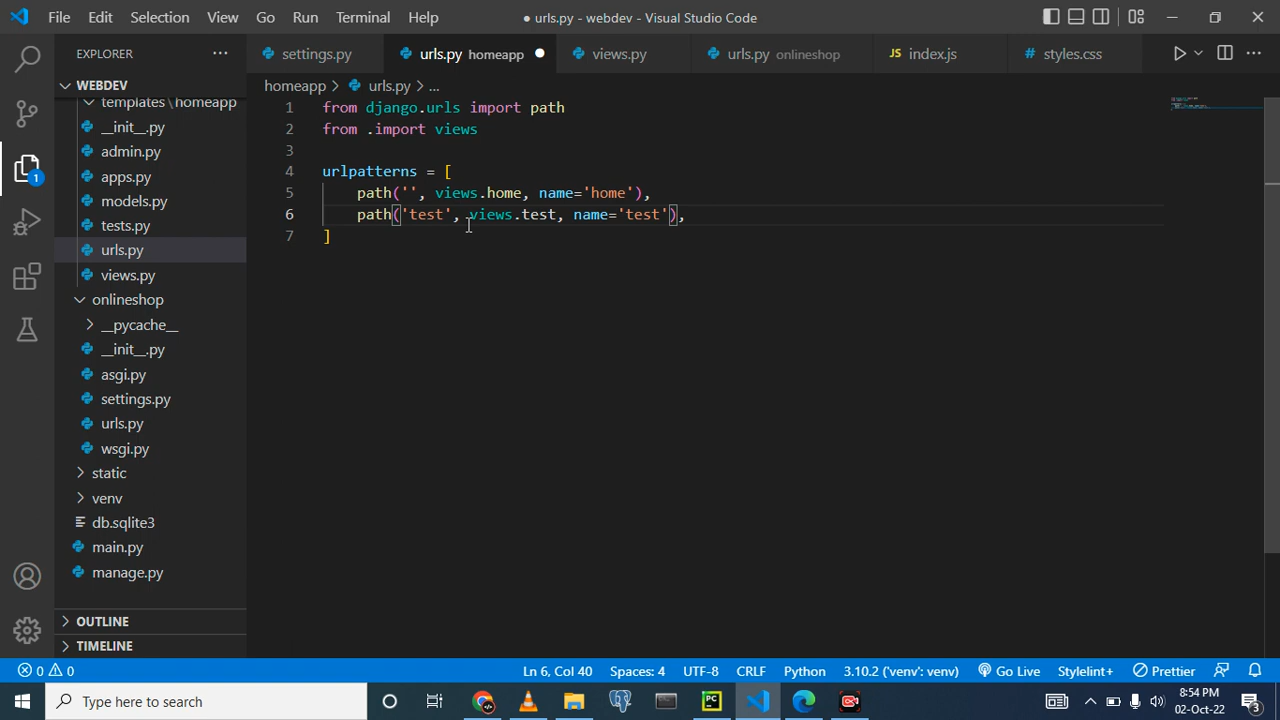 File Edit Selection View Go Run Terminal Help
● urls.py - webdev - Visual Studio Code
EXPLORER
settings.py
urls.py homeapp
views.py
urls.py onlineshop
JS index.js
# styles.css
WEBDEV
homeapp > urls.py > ...
templates\homeapp
__init__.py
admin.py
apps.py
models.py
tests.py
urls.py
views.py
onlineshop
__pycache__
__init__.py
asgi.py
settings.py
urls.py
wsgi.py
static
venv
db.sqlite3
main.py
manage.py
OUTLINE
TIMELINE
1
1 from django.urls import path
2 from .import views
3
4 urlpatterns = [
5 path('', views.home, name='home'),
6 path('test', views.test, name='test'),
7 ]
0 0 Ln 6, Col 40 Spaces: 4 UTF-8 CRLF Python 3.10.2 ('venv': venv) Go Live Stylelint+ Prettier
Type here to search
PC
8:54 PM
02-Oct-22
3